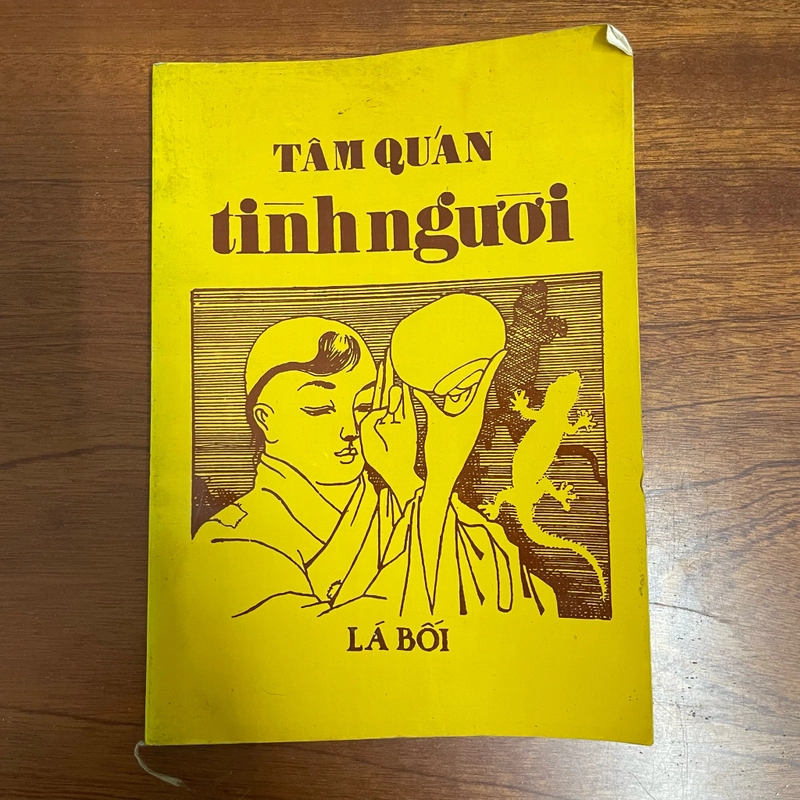 TÂM QUÁN
tình người
LÁ BỐI